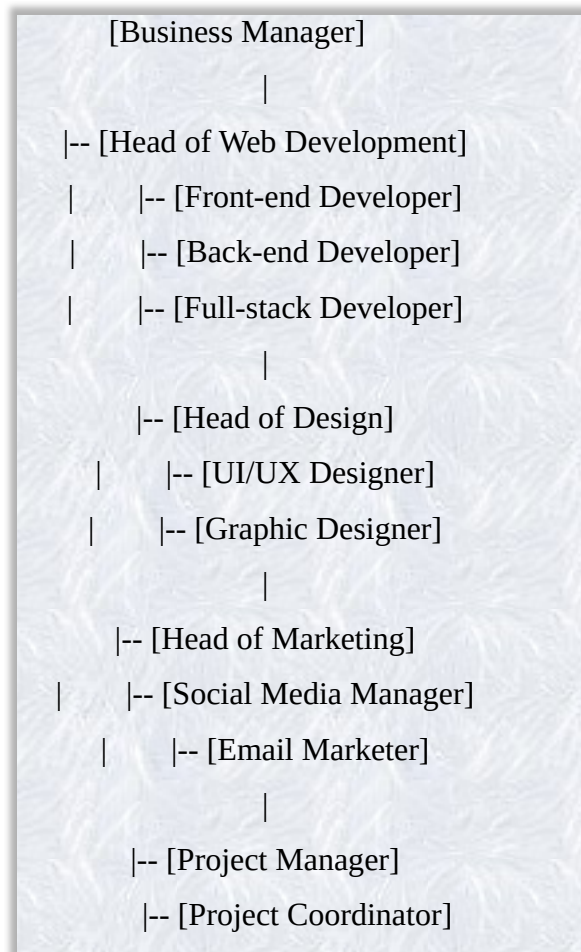 [Business Manager]
|
|-- [Head of Web Development]
| |-- [Front-end Developer]
| |-- [Back-end Developer]
| |-- [Full-stack Developer]
|
|-- [Head of Design]
| |-- [UI/UX Designer]
| |-- [Graphic Designer]
|
|-- [Head of Marketing]
| |-- [Social Media Manager]
| |-- [Email Marketer]
|
|-- [Project Manager]
|-- [Project Coordinator]